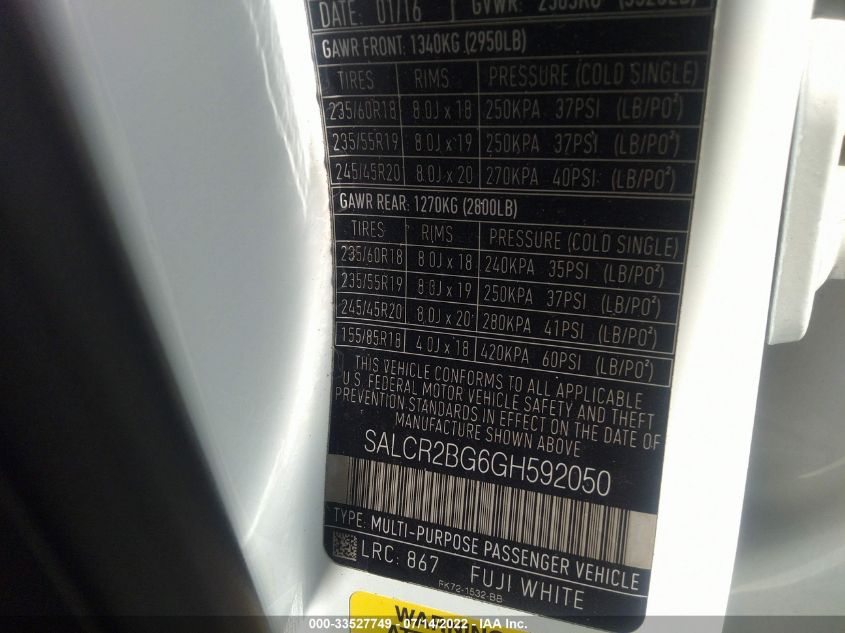 DATE: 01/16 GVWR:
GAWR FRONT: 1340KG (2950LB)
TIRES RIMS PRESSURE (COLD SINGLE)
235/60R18 8.0J x 18 250KPA 37PSI (LB/PO²)
235/55R19 8.0J x 19 250KPA 37PSI (LB/PO²)
245/45R20 8.0J x 20 270KPA 40PSI (LB/PO²)
GAWR REAR: 1270KG (2800LB)
TIRES RIMS PRESSURE (COLD SINGLE)
235/60R18 8.0J x 18 240KPA 35PSI (LB/PO²)
235/55R19 8.0J x 19 250KPA 37PSI (LB/PO²)
245/45R20 8.0J x 20 280KPA 41PSI (LB/PO²)
155/85R18 4.0J x 18 420KPA 60PSI (LB/PO²)
THIS VEHICLE CONFORMS TO ALL APPLICABLE
U.S. FEDERAL MOTOR VEHICLE SAFETY AND THEFT
PREVENTION STANDARDS IN EFFECT ON THE DATE OF
MANUFACTURE SHOWN ABOVE
SALCR2BG6GH592050
TYPE: MULTI-PURPOSE PASSENGER VEHICLE
LRC: 867 FUJI WHITE
FK72-1532-BB
WARNING
000-33527749 - 07/14/2022 - IAA Inc.